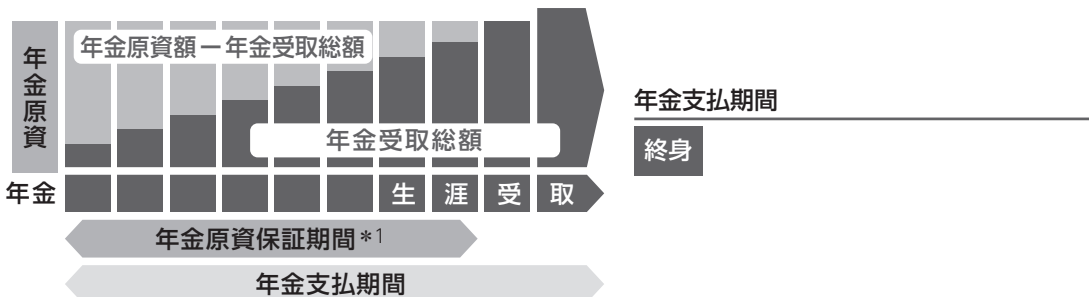 年金原資
年金原資額ー年金受取総額
年金受取総額
年金
生涯受取
年金原資保証期間*1
年金支払期間
年金支払期間
終身